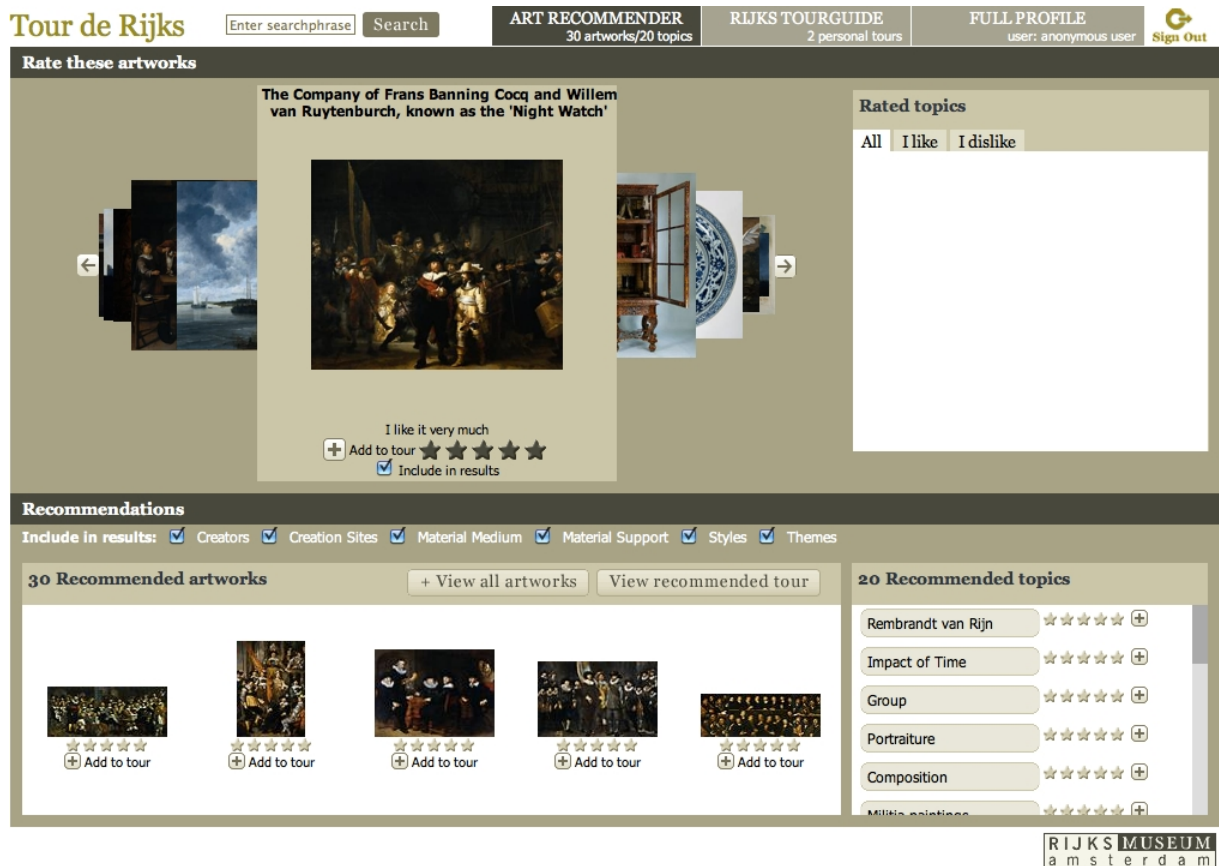 Tour de Rijks
Enter searchphrase
Search
ART RECOMMENDER
30 artworks/20 topics
RIJKS TOURGUIDE
2 personal tours
FULL PROFILE
user: anonymous user
Sign Out
Rate these artworks
The Company of Frans Banning Cocq and Willem
van Ruytenburch, known as the 'Night Watch'
I like it very much
Add to tour
Include in results
Rated topics
All I like I dislike
Recommendations
Include in results: Creators Creation Sites Material Medium Material Support Styles Themes
30 Recommended artworks
+ View all artworks
View recommended tour
Add to tour
Add to tour
Add to tour
Add to tour
Add to tour
20 Recommended topics
Rembrandt van Rijn
Impact of Time
Group
Portraiture
Composition
Militia paintings
RIJKS MUSEUM
amsterdam